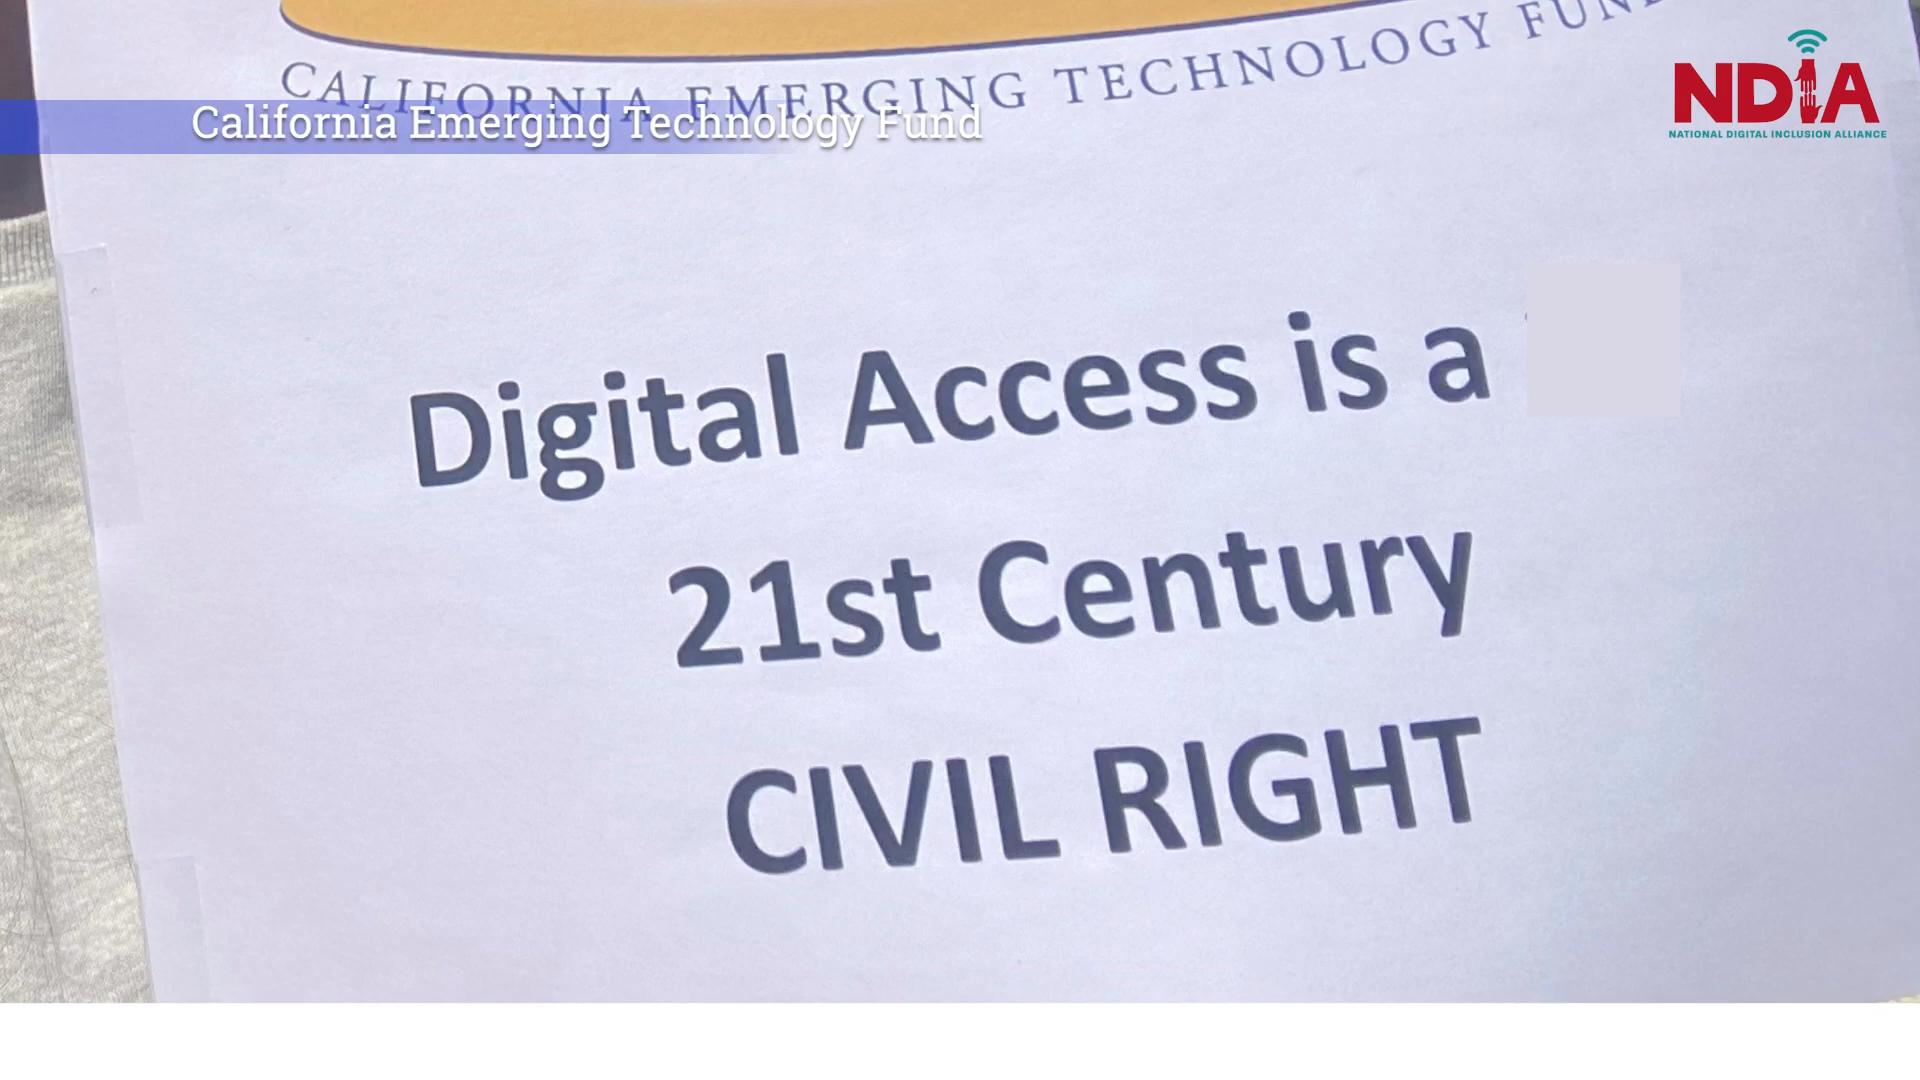 CALIFORNIA EMERGING TECHNOLOGY FUND
California Emerging Technology Fund
NDIA
NATIONAL DIGITAL INCLUSION ALLIANCE
Digital Access is a
21st Century
CIVIL RIGHT